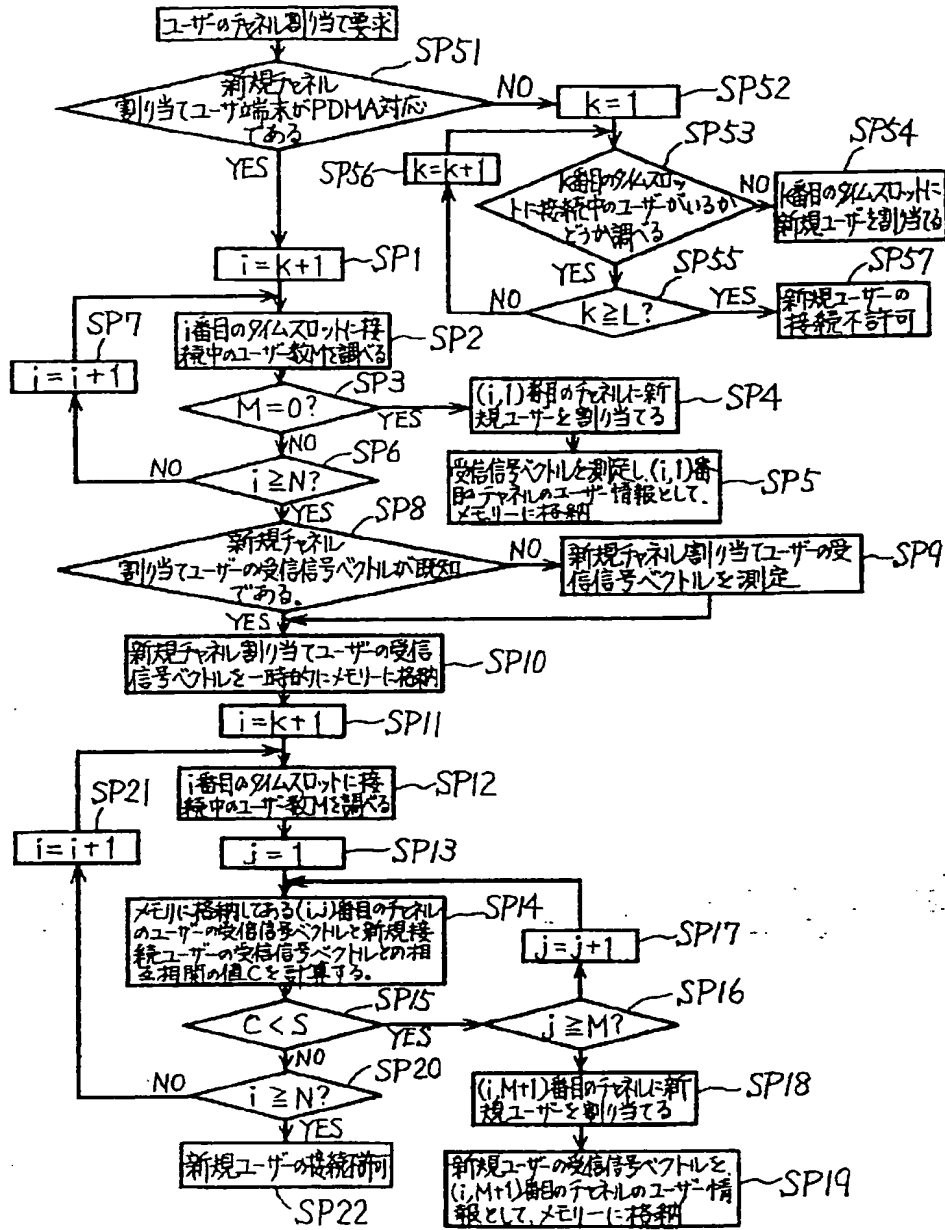 ユーザーのチャネル割り当て要求
SP51
新規チャネル
割り当てユーザ端末がPDMA対応
である
NO
YES
k=1
SP52
SP53
SP54
SP56
k=k+1
k番目のタイムスロッ
トに接続中のユーザーがいるか
どうか調べる
NO
k番目のタイムスロットに
新規ユーザーを割り当てる
YES
SP55
SP57
k≧L?
NO
YES
新規ユーザーの
接続不許可
i=k+1
SP1
SP7
i=i+1
i番目のタイムスロットに接
続中のユーザー数Mを調べる
SP2
SP3
M=0?
YES
(i,1)番目のチャネルに新
規ユーザーを割り当てる
SP4
NO
SP6
i≧N?
NO
YES
受信信号ベクトルを測定し、(i,1)番
目のチャネルのユーザー情報として、
メモリーに格納
SP5
SP8
新規チャネル
割り当てユーザーの受信信号ベクトルが既知
である。
NO
新規チャネル割り当てユーザーの受
信信号ベクトルを測定
SP9
YES
新規チャネル割り当てユーザーの受信
信号ベクトルを一時的にメモリーに格納
SP10
i=k+1
SP11
SP21
i=i+1
i番目のタイムスロットに接
続中のユーザー数Mを調べる
SP12
j=1
SP13
メモリに格納してある(i,j)番目のチャネル
のユーザーの受信信号ベクトルと新規接
続ユーザーの受信信号ベクトルとの相
互相関の値Cを計算する。
SP14
j=j+1
SP17
SP15
C<S
YES
SP16
j≧M?
NO
SP20
i≧N?
NO
YES
(i,M+1)番目のチャネルに新
規ユーザーを割り当てる
SP18
新規ユーザーの接続不許可
SP22
新規ユーザーの受信信号ベクトルを、
(i,M+1)番目のチャネルのユーザー情
報として、メモリーに格納
SP19